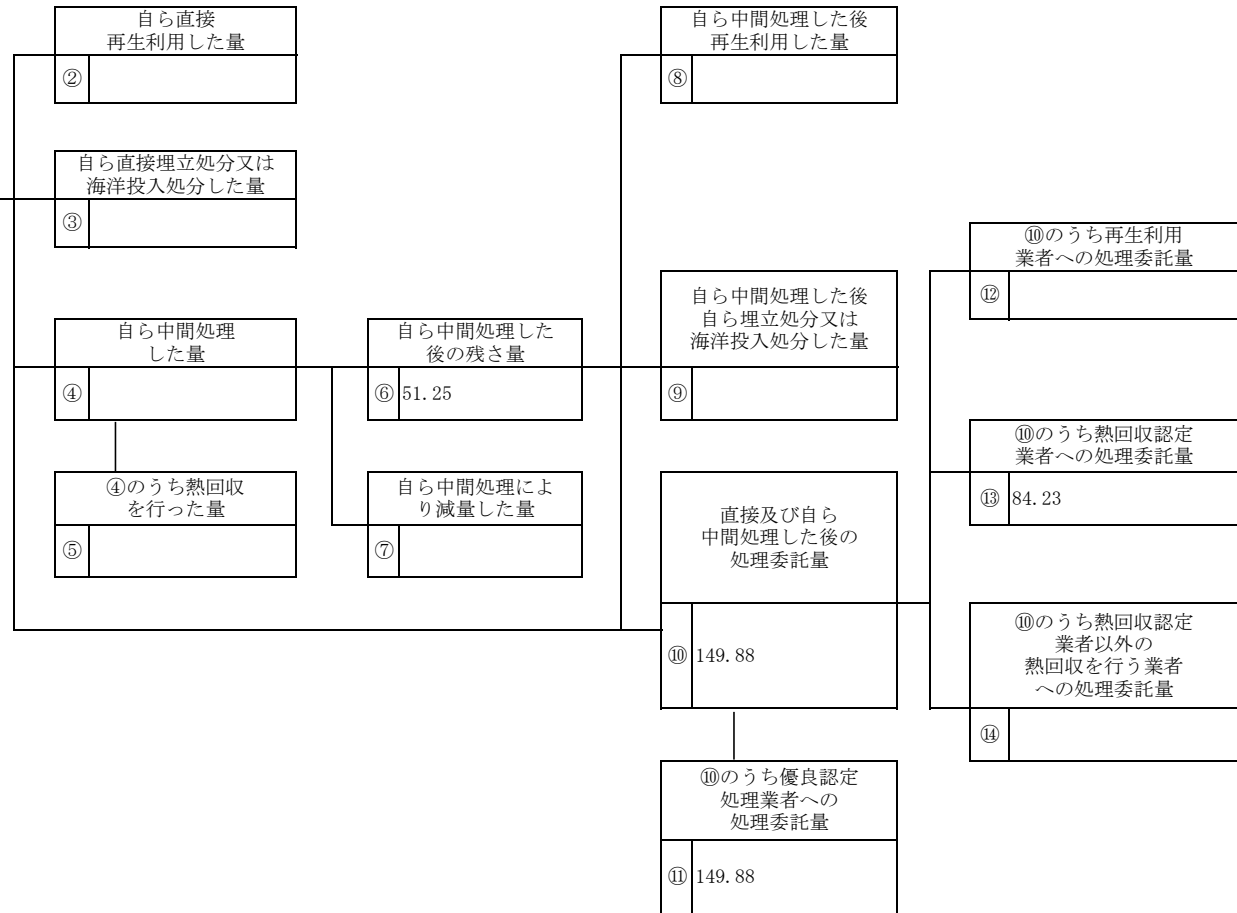 自ら直接
再生利用した量
②
自ら直接埋立処分又は
海洋投入処分した量
③
自ら中間処理
した量
④
④のうち熱回収
を行った量
⑤
自ら中間処理した
後の残さ量
⑥ 51.25
自ら中間処理によ
り減量した量
⑦
自ら中間処理した後
再生利用した量
⑧
自ら中間処理した後
自ら埋立処分又は
海洋投入処分した量
⑨
直接及び自ら
中間処理した後の
処理委託量
⑩ 149.88
⑩のうち優良認定
処理業者への
処理委託量
⑪ 149.88
⑩のうち再生利用
業者への処理委託量
⑫
⑩のうち熱回収認定
業者への処理委託量
⑬ 84.23
⑩のうち熱回収認定
業者以外の
熱回収を行う業者
への処理委託量
⑭